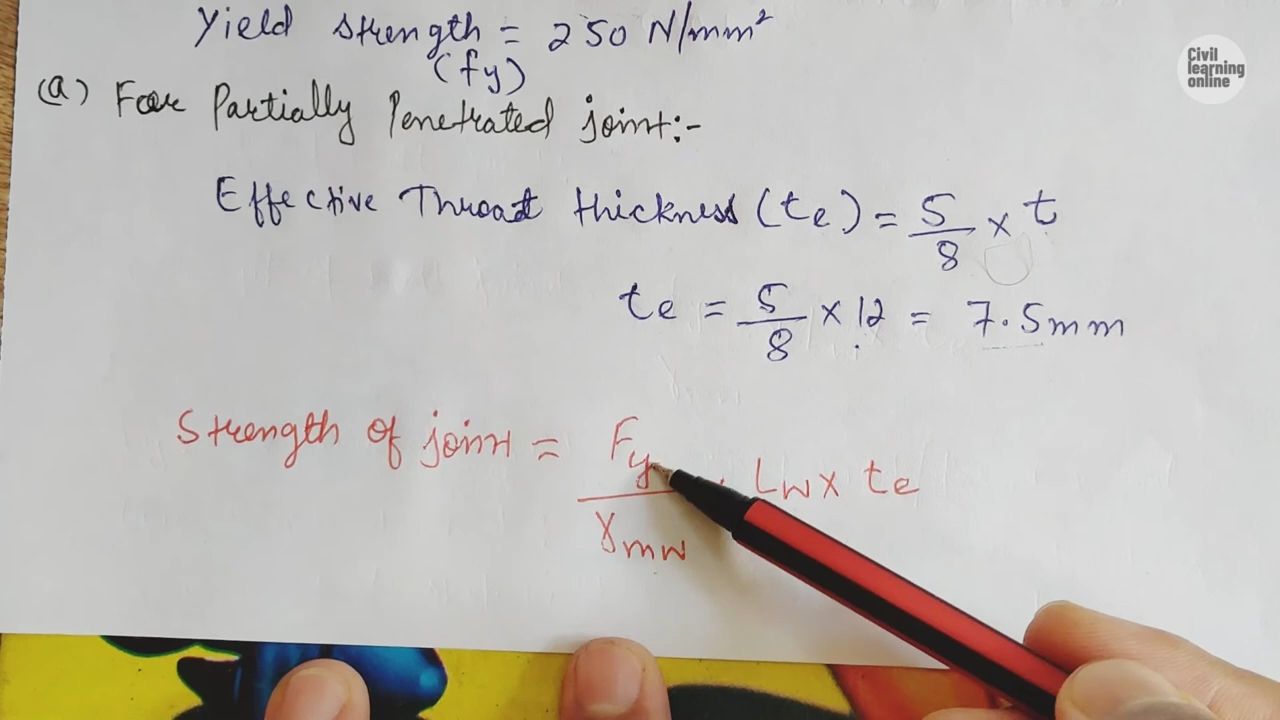 Yield strength = 250 N/mm²
(fy)
(a) For Partially Penetrated joint:-
Effective Throat thickness (te) = 5/8 × t
te = 5/8 × 12 = 7.5mm
Strength of joint = Fy/γmw . Lw × te
Civil
learning
online